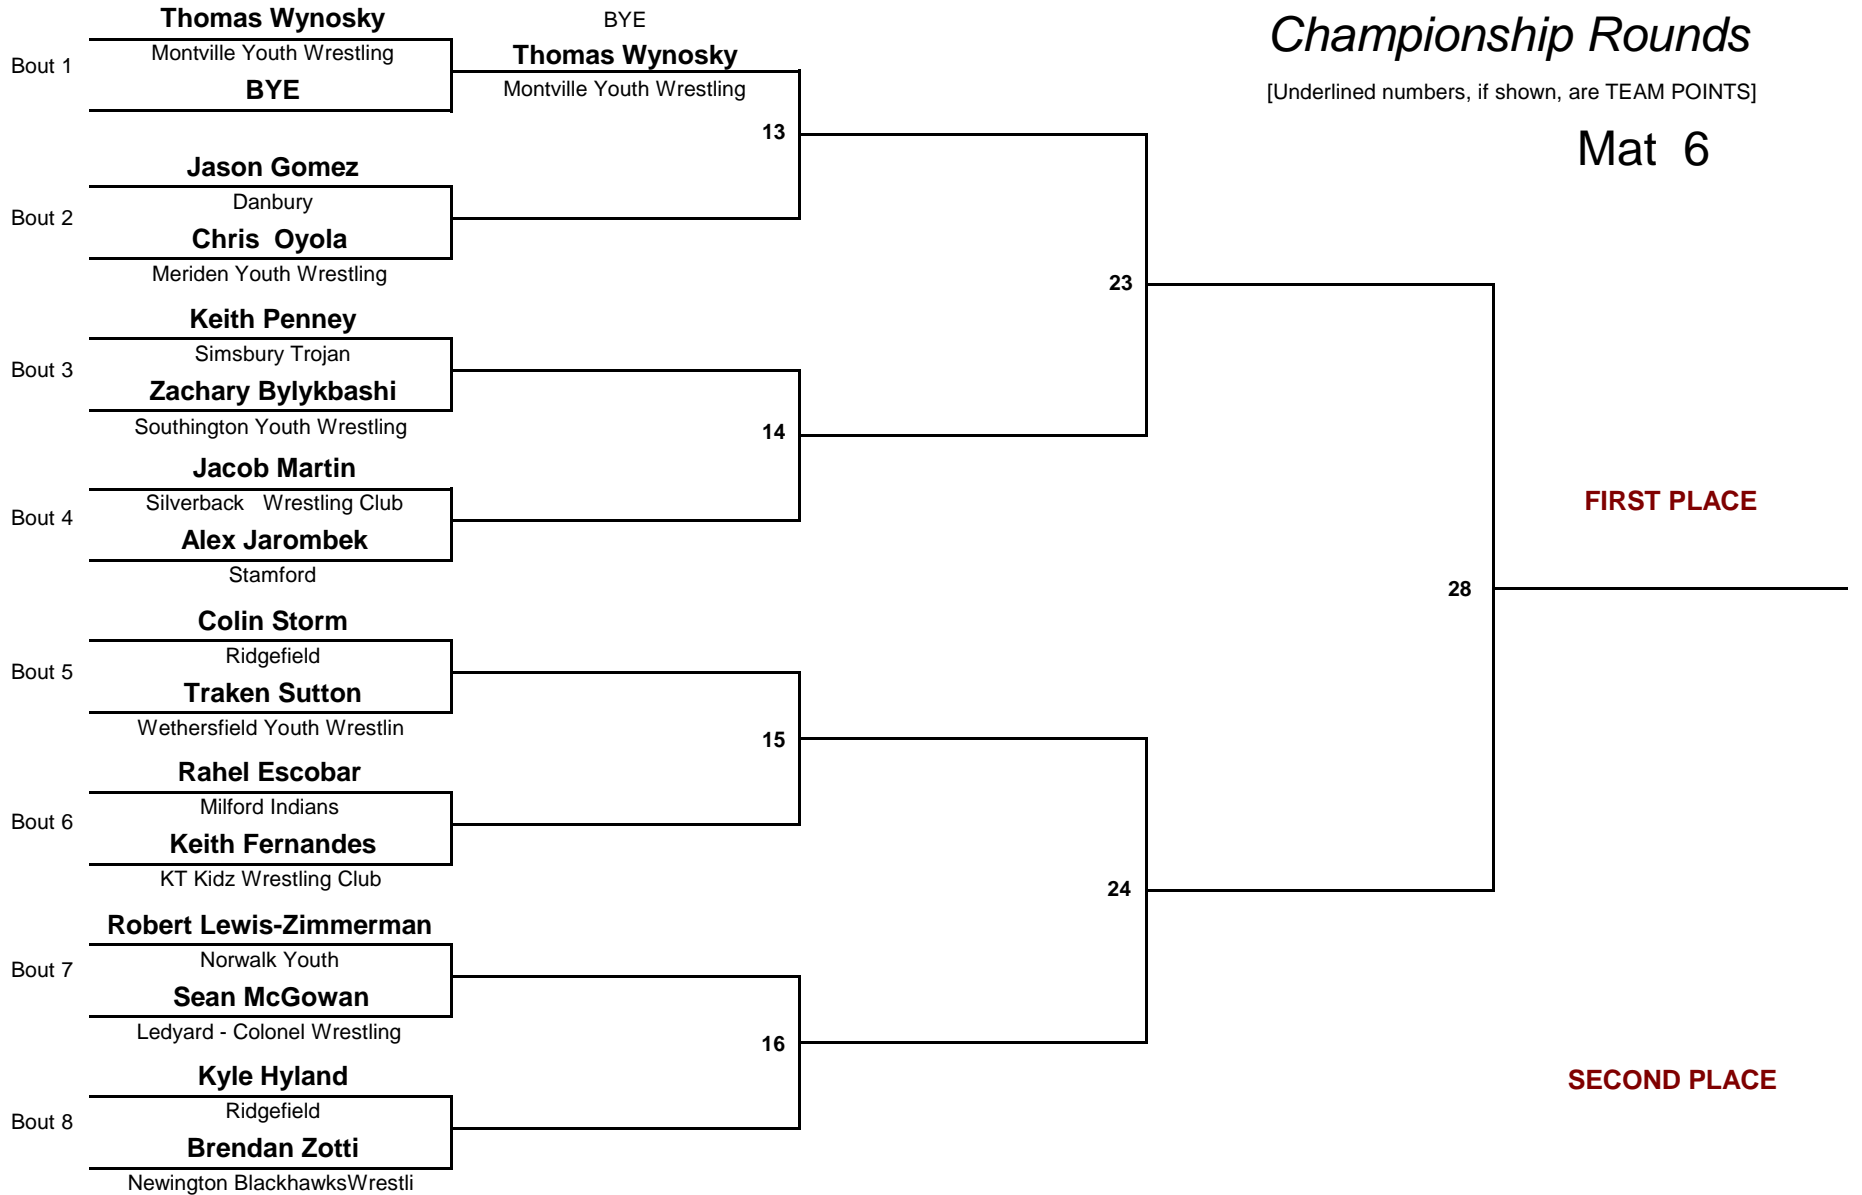 Thomas Wynosky
BYE
Championship Rounds
Bout 1
Montville Youth Wrestling
Thomas Wynosky
BYE
Montville Youth Wrestling
[Underlined numbers, if shown, are TEAM POINTS]
13
Mat 6
Jason Gomez
Bout 2
Danbury
Chris Oyola
Meriden Youth Wrestling
23
Keith Penney
Bout 3
Simsbury Trojan
Zachary Bylykbashi
Southington Youth Wrestling
14
Jacob Martin
Bout 4
Silverback Wrestling Club
FIRST PLACE
Alex Jarombek
Stamford
28
Colin Storm
Bout 5
Ridgefield
Traken Sutton
Wethersfield Youth Wrestlin
15
Rahel Escobar
Bout 6
Milford Indians
Keith Fernandes
KT Kidz Wrestling Club
24
Robert Lewis-Zimmerman
Bout 7
Norwalk Youth
Sean McGowan
Ledyard - Colonel Wrestling
16
Kyle Hyland
SECOND PLACE
Bout 8
Ridgefield
Brendan Zotti
Newington BlackhawksWrestli